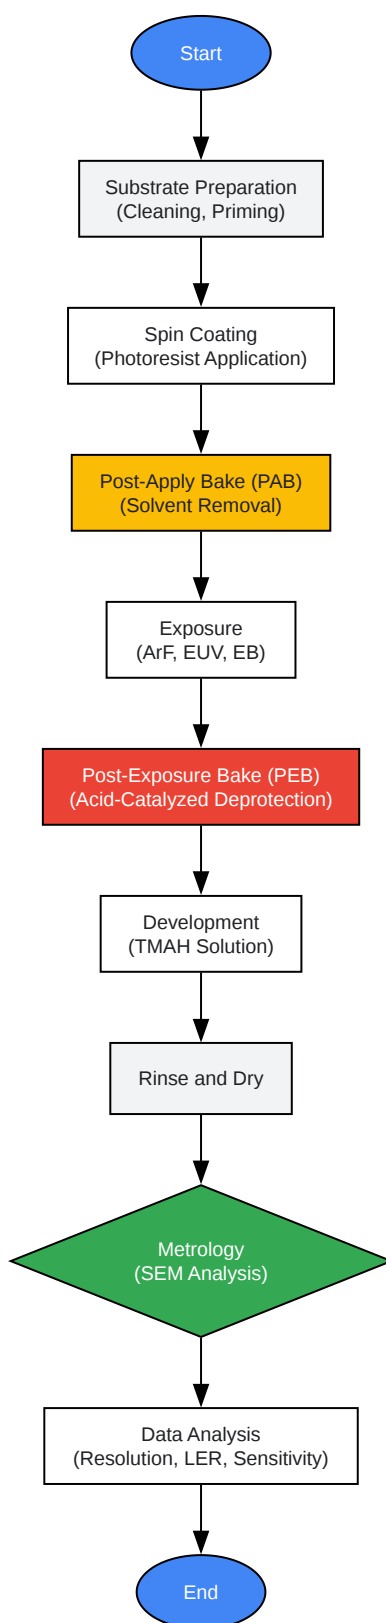 Start
Substrate Preparation
(Cleaning, Priming)
Spin Coating
(Photoresist Application)
Post-Apply Bake (PAB)
(Solvent Removal)
Exposure
(ArF, EUV, EB)
Post-Exposure Bake (PEB)
(Acid-Catalyzed Deprotection)
Development
(TMAH Solution)
Rinse and Dry
Metrology
(SEM Analysis)
Data Analysis
(Resolution, LER, Sensitivity)
End